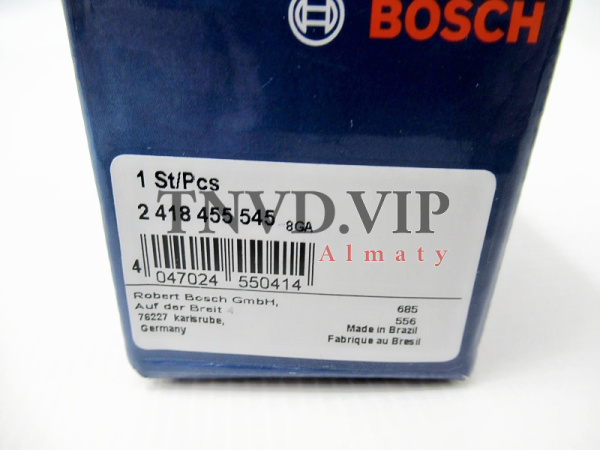 BOSCH
1 St/Pcs
TNVD.VIP
2 418 455 545 8GA
Almaty
4 047024 550414
Robert Bosch GmbH,
Auf der Breit 4
76227 karlsrube,
Germany
685
556
Made in Brazil
Fabrique au Bresil